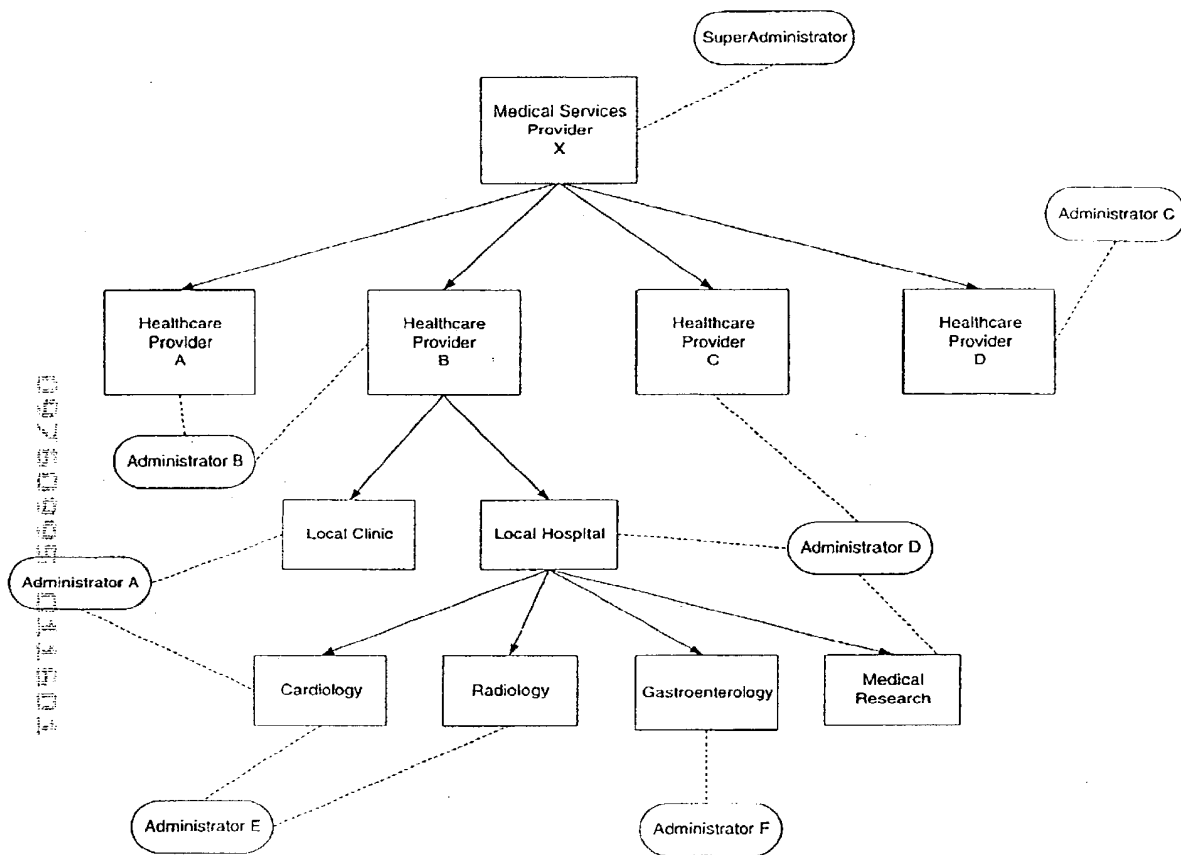 SuperAdministrator
Medical Services
Provider
X
Administrator C
Healthcare
Provider
A
Healthcare
Provider
B
Healthcare
Provider
C
Healthcare
Provider
D
Administrator B
Local Clinic
Local Hospital
Administrator D
Administrator A
Cardiology
Radiology
Gastroenterology
Medical
Research
Administrator E
Administrator F